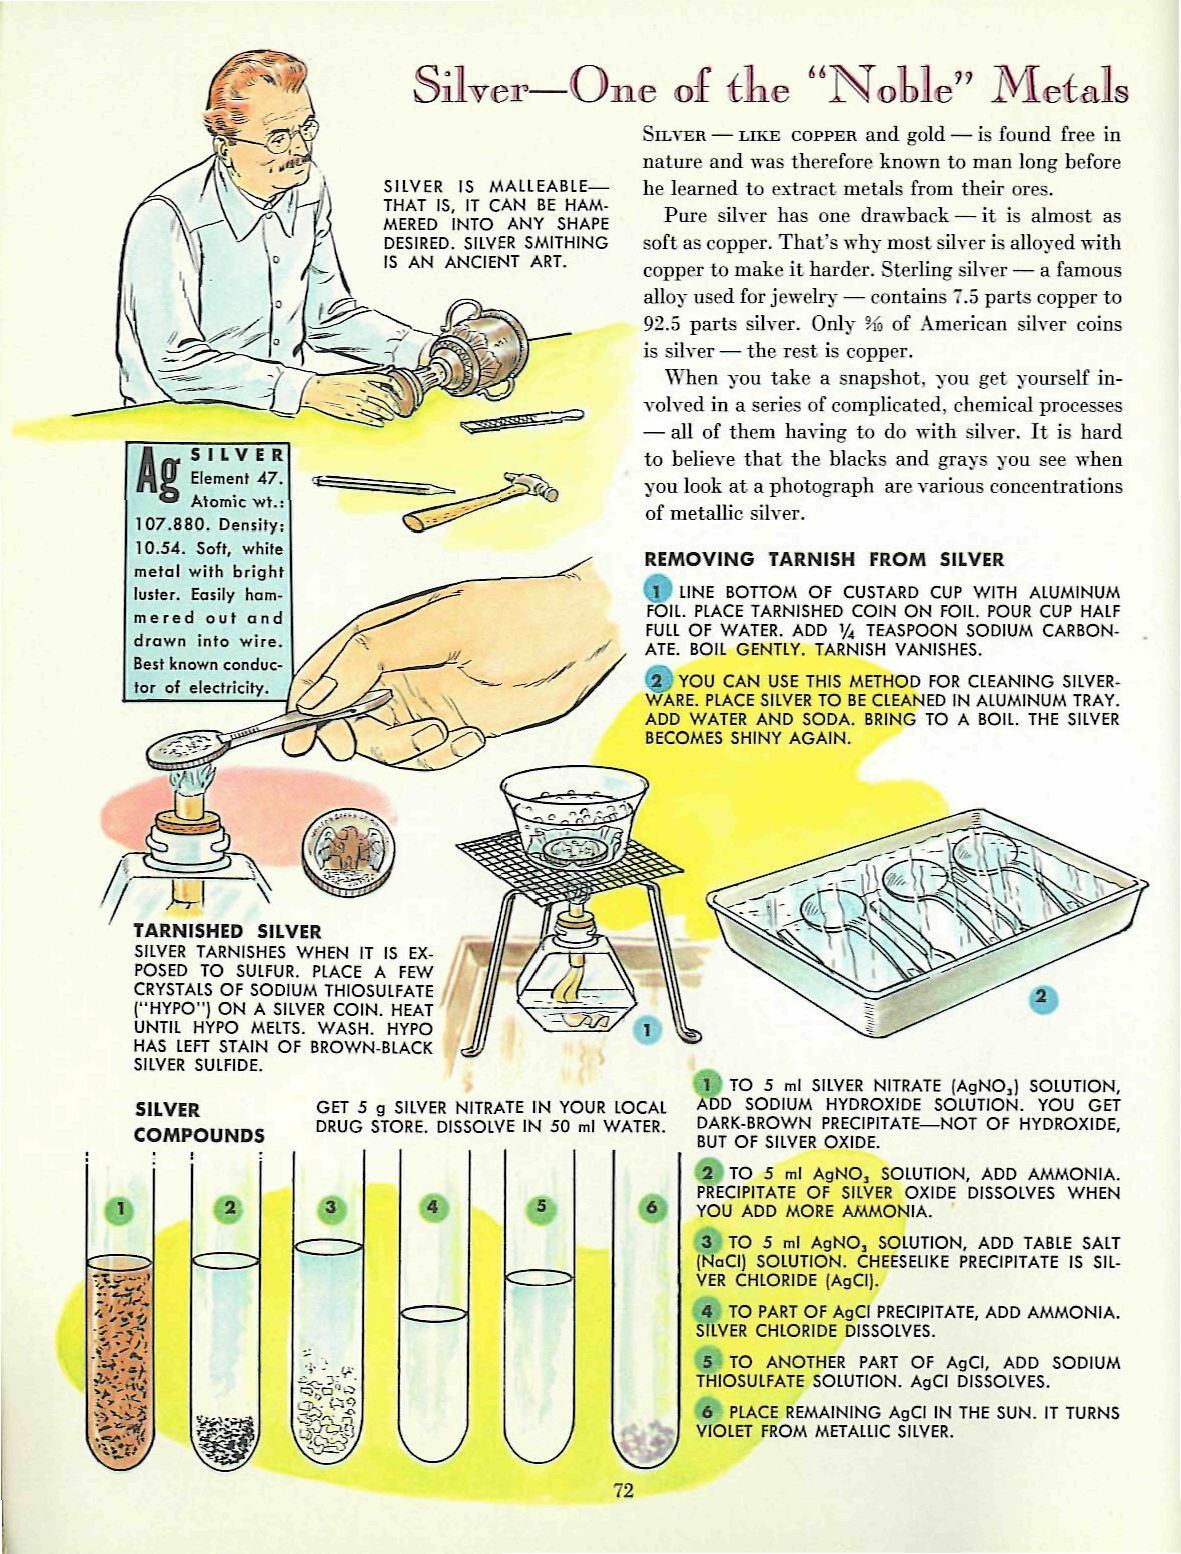 Silver—One of the “Noble” Metals
SILVER IS MALLEABLE—
THAT IS, IT CAN BE HAM-
MERED INTO ANY SHAPE
DESIRED. SILVER SMITHING
IS AN ANCIENT ART.
SILVER — LIKE COPPER and gold — is found free in
nature and was therefore known to man long before
he learned to extract metals from their ores.
Pure silver has one drawback — it is almost as
soft as copper. That’s why most silver is alloyed with
copper to make it harder. Sterling silver — a famous
alloy used for jewelry — contains 7.5 parts copper to
92.5 parts silver. Only 9/10 of American silver coins
is silver — the rest is copper.
When you take a snapshot, you get yourself in-
volved in a series of complicated, chemical processes
— all of them having to do with silver. It is hard
to believe that the blacks and grays you see when
you look at a photograph are various concentrations
of metallic silver.
Ag SILVER
Element 47.
Atomic wt.:
107.880. Density:
10.54. Soft, white
metal with bright
luster. Easily ham-
mered out and
drawn into wire.
Best known conduc-
tor of electricity.
REMOVING TARNISH FROM SILVER
1 LINE BOTTOM OF CUSTARD CUP WITH ALUMINUM
FOIL. PLACE TARNISHED COIN ON FOIL. POUR CUP HALF
FULL OF WATER. ADD 1/4 TEASPOON SODIUM CARBON-
ATE. BOIL GENTLY. TARNISH VANISHES.
2 YOU CAN USE THIS METHOD FOR CLEANING SILVER-
WARE. PLACE SILVER TO BE CLEANED IN ALUMINUM TRAY.
ADD WATER AND SODA. BRING TO A BOIL. THE SILVER
BECOMES SHINY AGAIN.
TARNISHED SILVER
SILVER TARNISHES WHEN IT IS EX-
POSED TO SULFUR. PLACE A FEW
CRYSTALS OF SODIUM THIOSULFATE
("HYPO") ON A SILVER COIN. HEAT
UNTIL HYPO MELTS. WASH. HYPO
HAS LEFT STAIN OF BROWN-BLACK
SILVER SULFIDE.
1
2
SILVER
COMPOUNDS
GET 5 g SILVER NITRATE IN YOUR LOCAL
DRUG STORE. DISSOLVE IN 50 ml WATER.
1 2 3 4 5 6
1 TO 5 ml SILVER NITRATE (AgNO₃) SOLUTION,
ADD SODIUM HYDROXIDE SOLUTION. YOU GET
DARK-BROWN PRECIPITATE—NOT OF HYDROXIDE,
BUT OF SILVER OXIDE.
2 TO 5 ml AgNO₃ SOLUTION, ADD AMMONIA.
PRECIPITATE OF SILVER OXIDE DISSOLVES WHEN
YOU ADD MORE AMMONIA.
3 TO 5 ml AgNO₃ SOLUTION, ADD TABLE SALT
(NaCl) SOLUTION. CHEESELIKE PRECIPITATE IS SIL-
VER CHLORIDE (AgCl).
4 TO PART OF AgCl PRECIPITATE, ADD AMMONIA.
SILVER CHLORIDE DISSOLVES.
5 TO ANOTHER PART OF AgCl, ADD SODIUM
THIOSULFATE SOLUTION. AgCl DISSOLVES.
6 PLACE REMAINING AgCl IN THE SUN. IT TURNS
VIOLET FROM METALLIC SILVER.
72